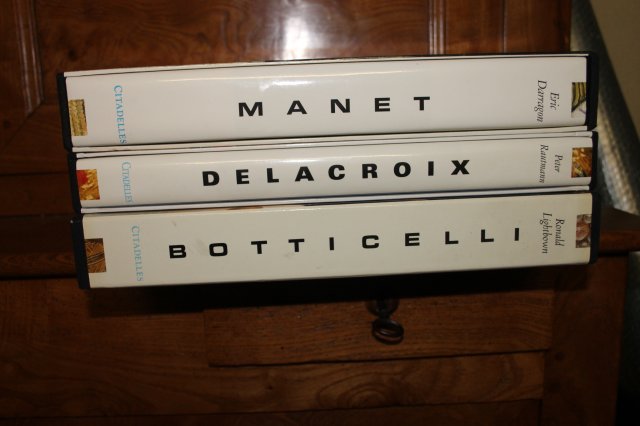 CITADELLES
MANET
Eric
Darragon
CITADELLES
DELACROIX
Peter
Rautmann
CITADELLES
BOTTICELLI
Ronald
Lightbown